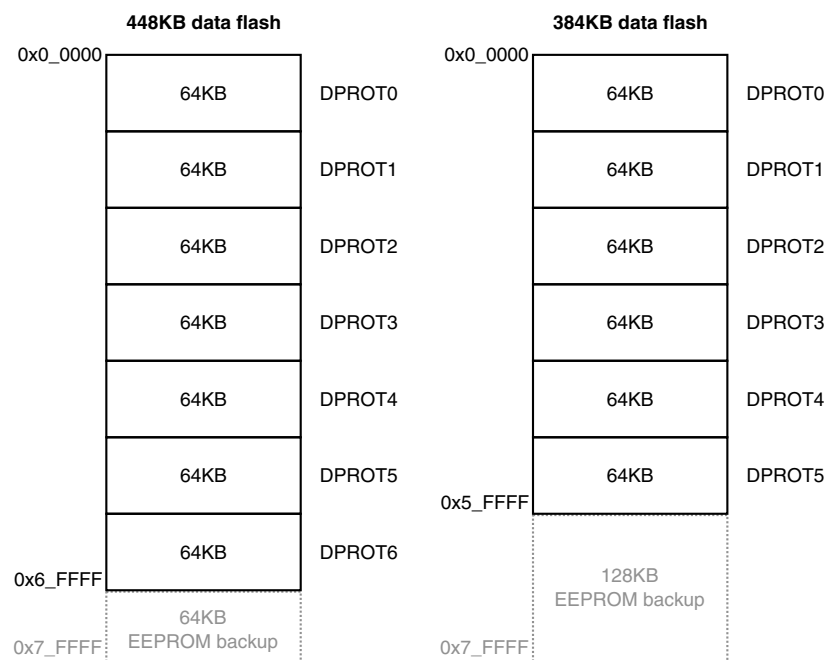 448KB data flash
0x0_0000
64KB DPROT0
64KB DPROT1
64KB DPROT2
64KB DPROT3
64KB DPROT4
64KB DPROT5
64KB DPROT6
0x6_FFFF
64KB
EEPROM backup
0x7_FFFF
384KB data flash
0x0_0000
64KB DPROT0
64KB DPROT1
64KB DPROT2
64KB DPROT3
64KB DPROT4
64KB DPROT5
0x5_FFFF
128KB
EEPROM backup
0x7_FFFF